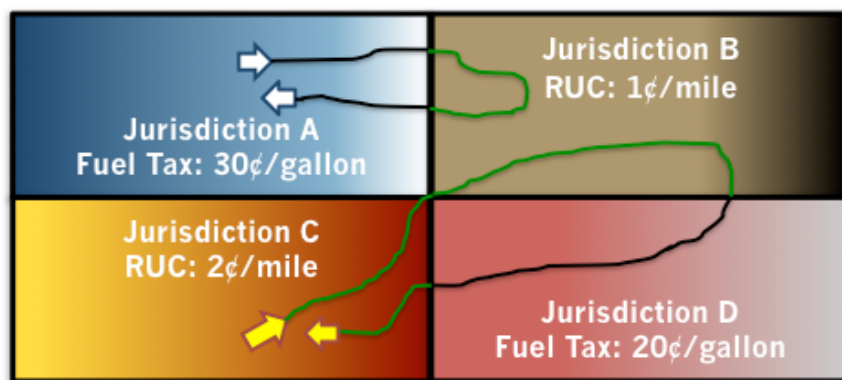 Jurisdiction A
Fuel Tax: 30¢/gallon
Jurisdiction B
RUC: 1¢/mile
Jurisdiction C
RUC: 2¢/mile
Jurisdiction D
Fuel Tax: 20¢/gallon